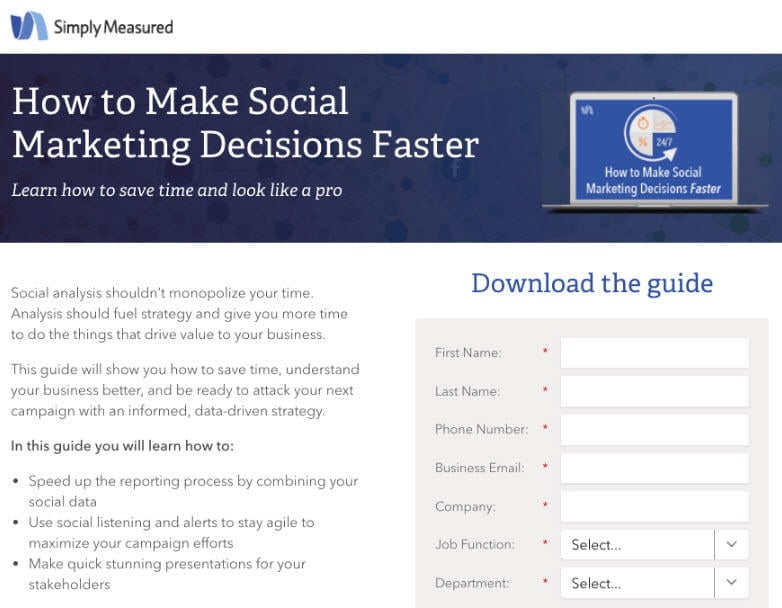 Simply Measured
How to Make Social
Marketing Decisions Faster
Learn how to save time and look like a pro
%
24/7
How to Make Social
Marketing Decisions Faster
Social analysis shouldn’t monopolize your time.
Analysis should fuel strategy and give you more time
to do the things that drive value to your business.
This guide will show you how to save time, understand
your business better, and be ready to attack your next
campaign with an informed, data-driven strategy.
In this guide you will learn how to:
• Speed up the reporting process by combining your
social data
• Use social listening and alerts to stay agile to
maximize your campaign efforts
• Make quick stunning presentations for your
stakeholders
Download the guide
First Name: *
Last Name: *
Phone Number: *
Business Email: *
Company: *
Job Function: * Select...
Department: * Select...